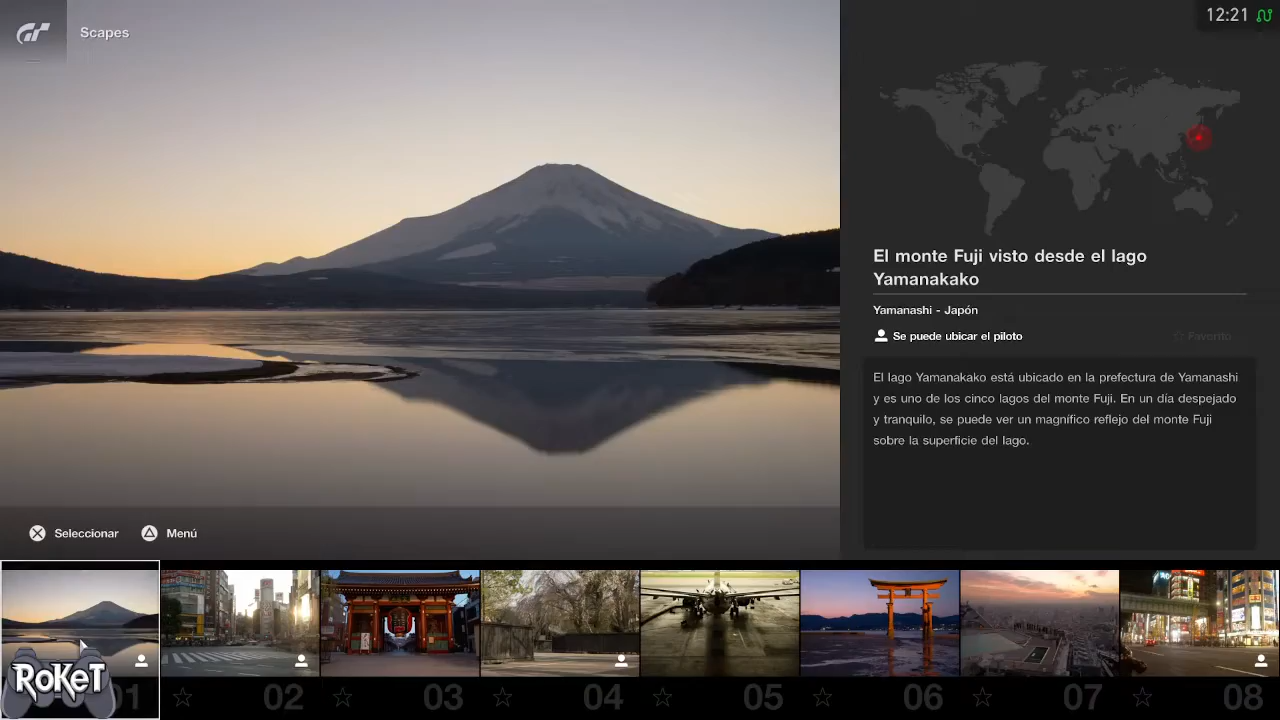 Scapes
12:21
El monte Fuji visto desde el lago
Yamanakako
Yamanashi - Japón
Se puede ubicar el piloto
Favorito
El lago Yamanakako está ubicado en la prefectura de Yamanashi
y es uno de los cinco lagos del monte Fuji. En un día despejado
y tranquilo, se puede ver un magnífico reflejo del monte Fuji
sobre la superficie del lago.
Seleccionar
Menú
RoKeT
01
02
03
04
05
06
07
08